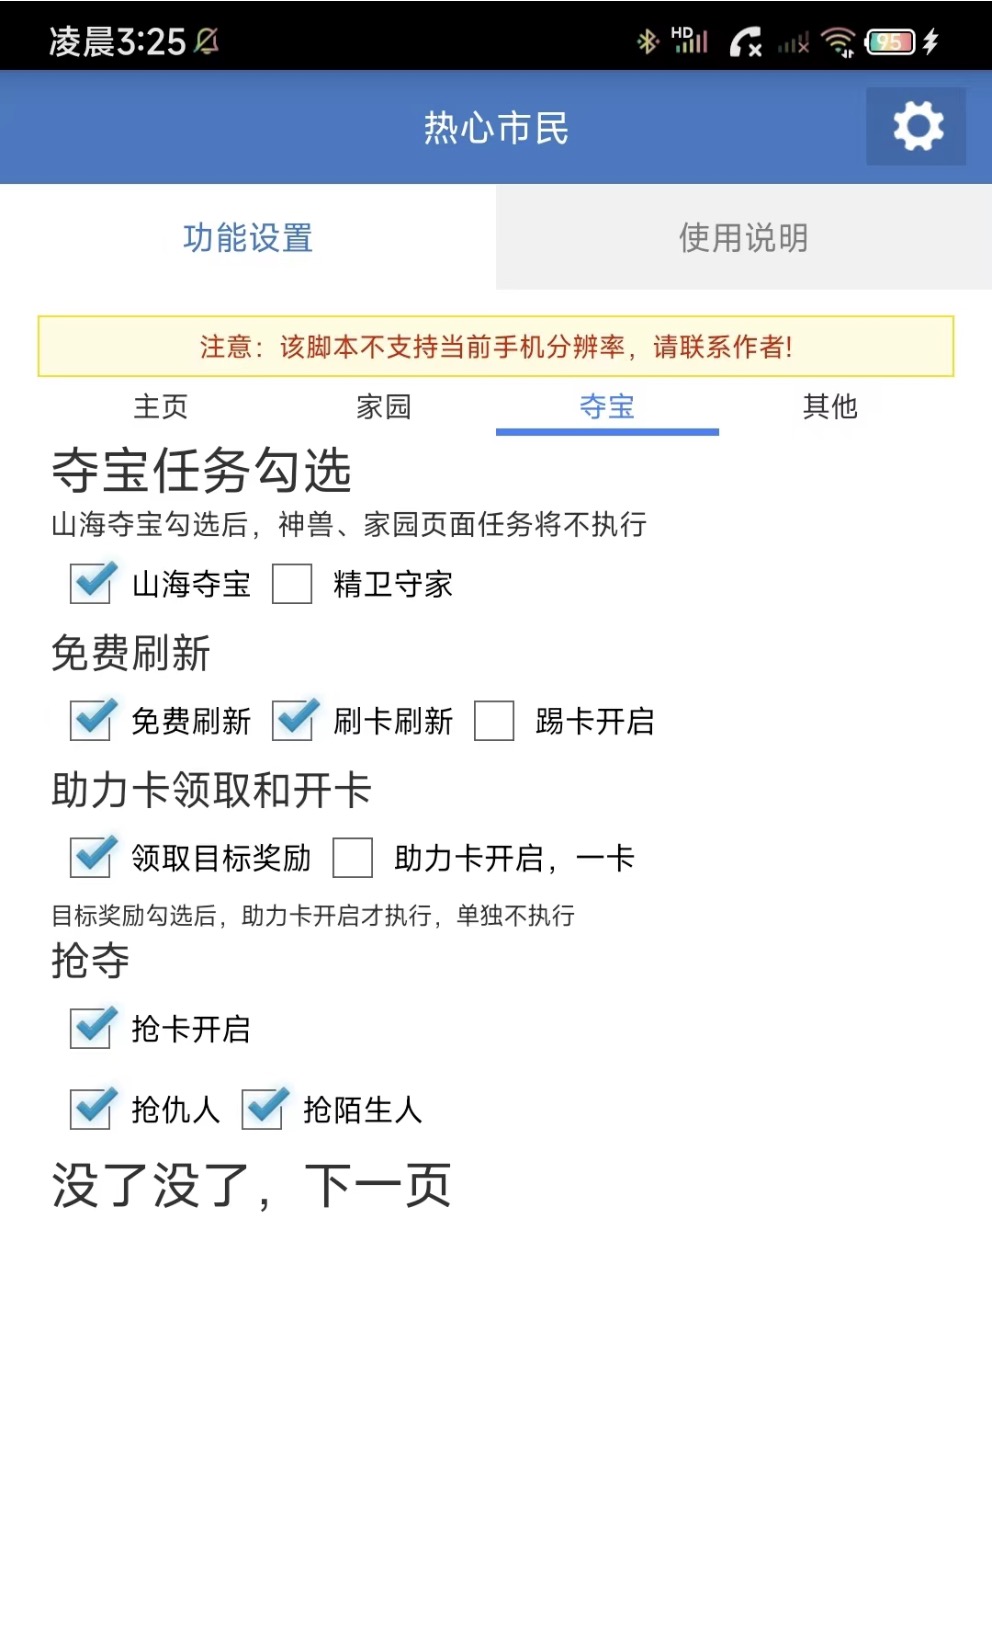 凌晨3:25 HD 95
热心市民
功能设置 使用说明
注意：该脚本不支持当前手机分辨率，请联系作者!
主页 家园 夺宝 其他
夺宝任务勾选
山海夺宝勾选后，神兽、家园页面任务将不执行
山海夺宝 精卫守家
免费刷新
免费刷新 刷卡刷新 踢卡开启
助力卡领取和开卡
领取目标奖励 助力卡开启，一卡
目标奖励勾选后，助力卡开启才执行，单独不执行
抢夺
抢卡开启
抢仇人 抢陌生人
没了没了，下一页